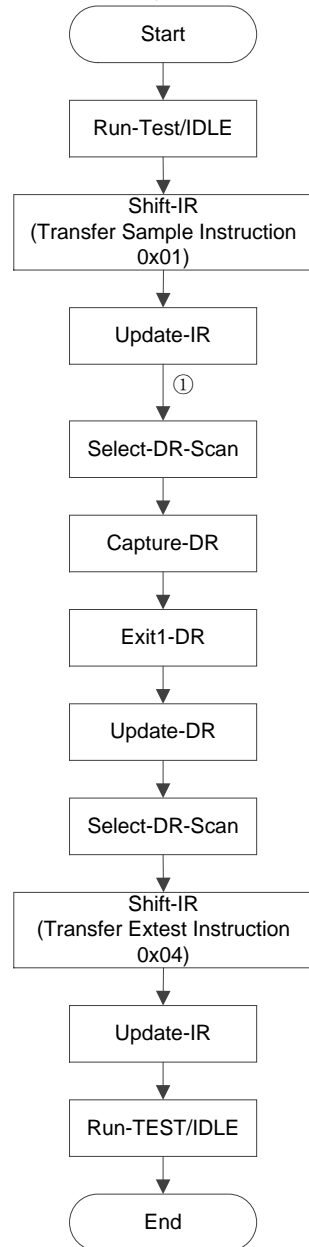 Start
Run-Test/IDLE
Shift-IR
(Transfer Sample Instruction
0x01)
Update-IR
①
Select-DR-Scan
Capture-DR
Exit1-DR
Update-DR
Select-DR-Scan
Shift-IR
(Transfer Extest Instruction
0x04)
Update-IR
Run-TEST/IDLE
End